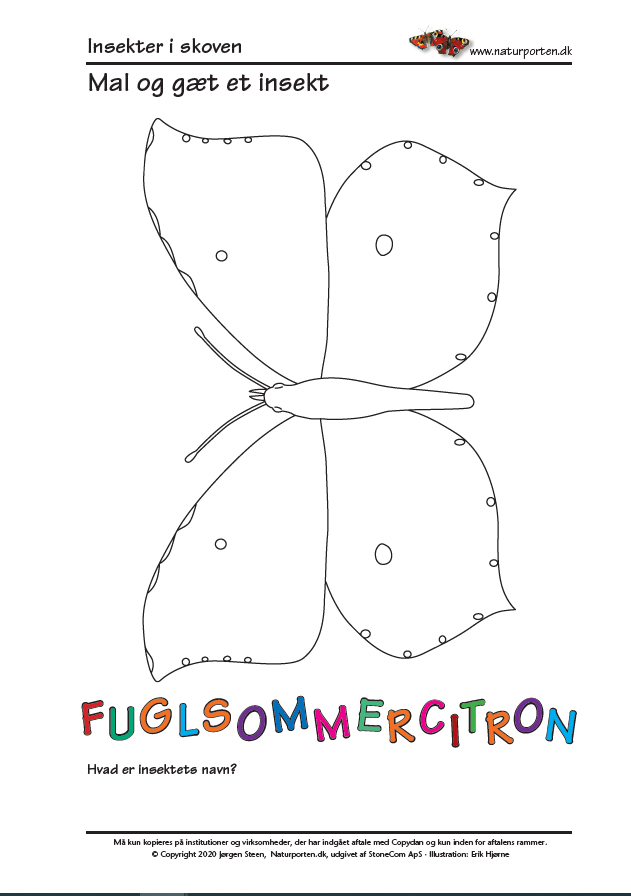 Insekter i skoven
www.naturporten.dk
Mal og gæt et insekt
FUGLSOMMERCITRON
Hvad er insektets navn?
Må kun kopieres på institutioner og virksomheder, der har indgået aftale med Copydan og kun inden for aftalens rammer.
© Copyright 2020 Jørgen Steen, Naturporten.dk, udgivet af StoneCom ApS - Illustration: Erik Hjørne